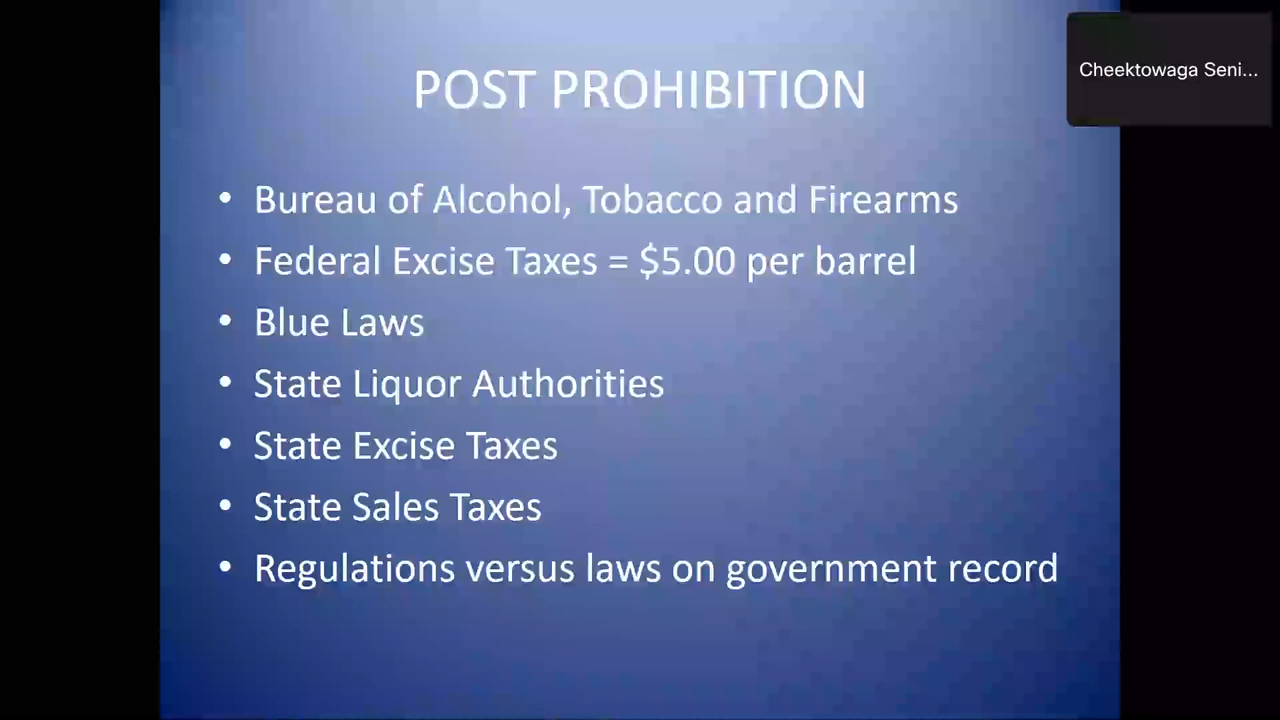 POST PROHIBITION
Cheektowaga Seni...
• Bureau of Alcohol, Tobacco and Firearms
• Federal Excise Taxes = $5.00 per barrel
• Blue Laws
• State Liquor Authorities
• State Excise Taxes
• State Sales Taxes
• Regulations versus laws on government record